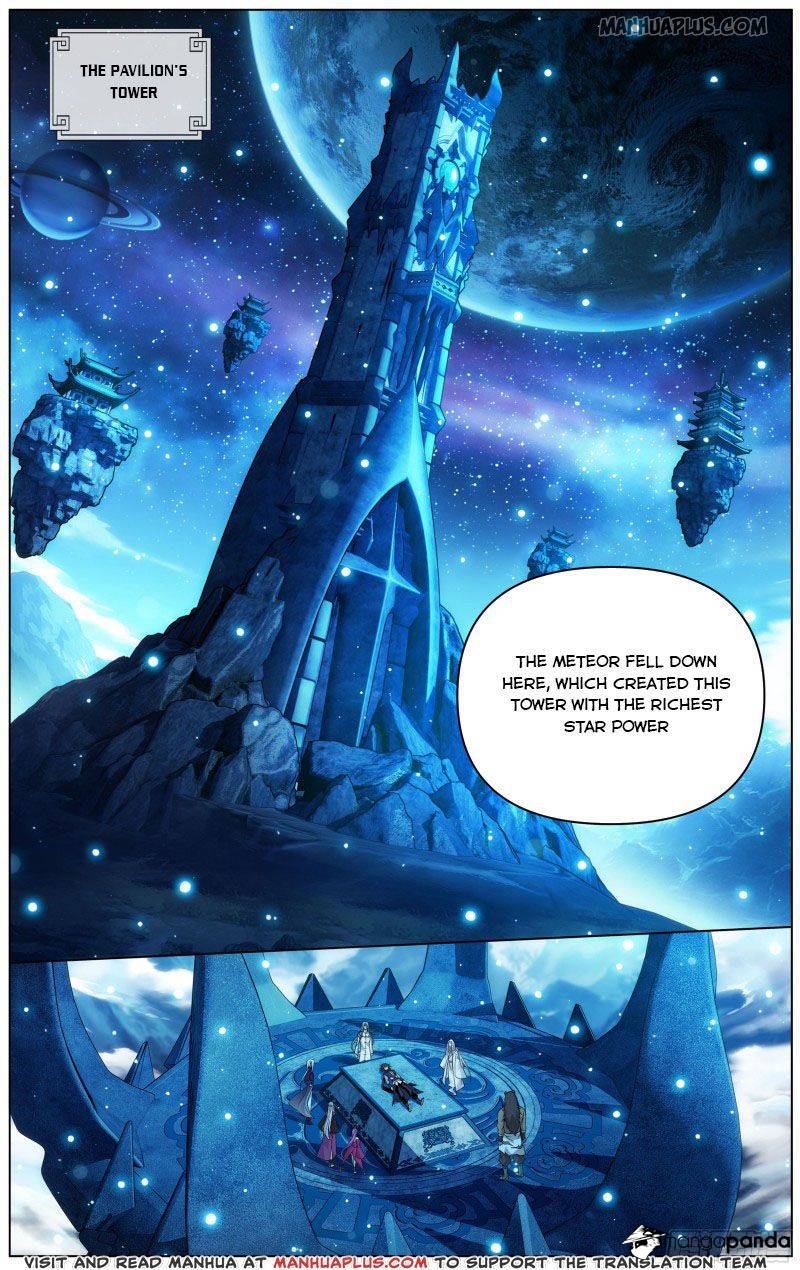 MANHUAPLUS.COM
THE PAVILION'S
TOWER
THE METEOR FELL DOWN
HERE, WHICH CREATED THIS
TOWER WITH THE RICHEST
STAR POWER
mangapanda
VISIT AND READ MANHUA AT MANHUAPLUS.COM TO SUPPORT THE TRANSLATION TEAM